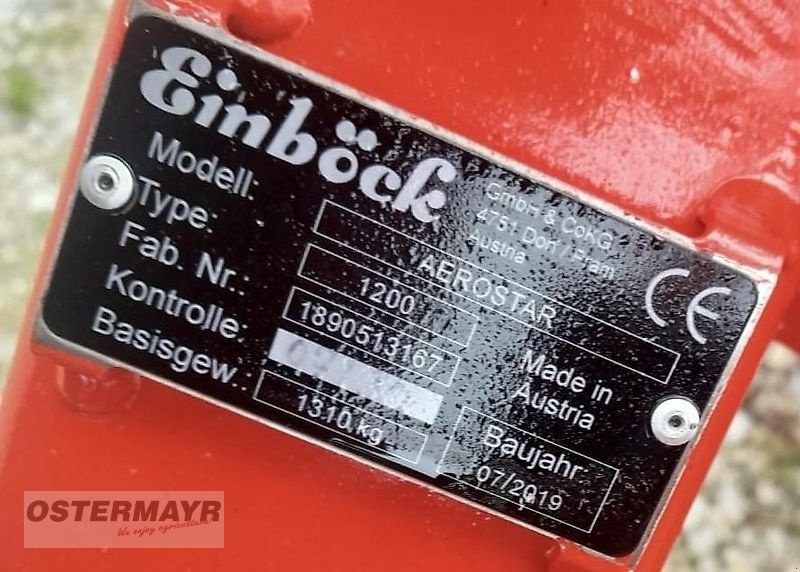 Einböck
GmbH & CoKG
4751 Dorf / Pram
Austria
Modell: AEROSTAR
Type: 1200
Fab. Nr.: 1890513167
Kontrolle:
Basisgew.: 1310 kg
CE
Made in
Austria
Baujahr
07/2019
OSTERMAYR
We enjoy agriculture!